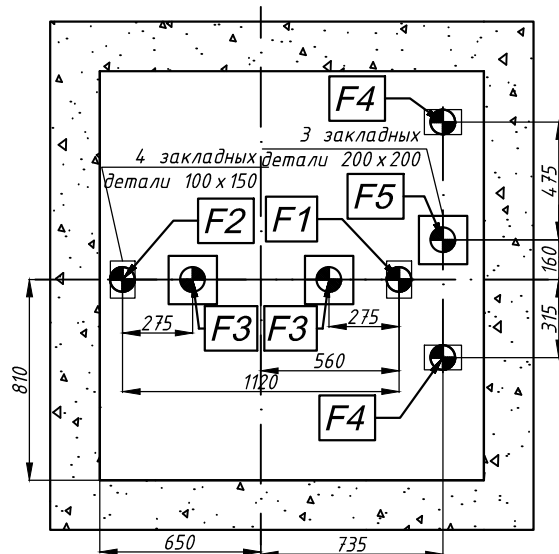 F4
3 закладных
4 закладных
детали 200 x 200
детали 100 x 150
F5
F2
F1
475
160
315
F3
F3
275
275
560
1120
810
F4
650
735